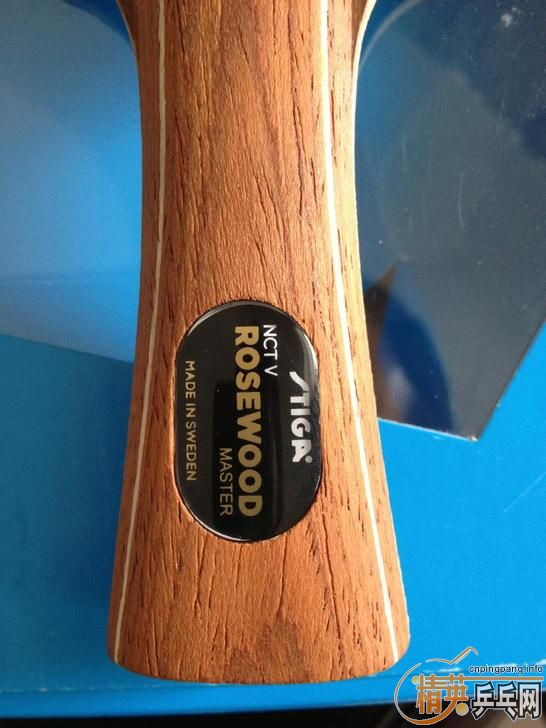 STIGA
NCT V
ROSEWOOD
MASTER
MADE IN SWEDEN
cnpingpang.info
精英乒乓网